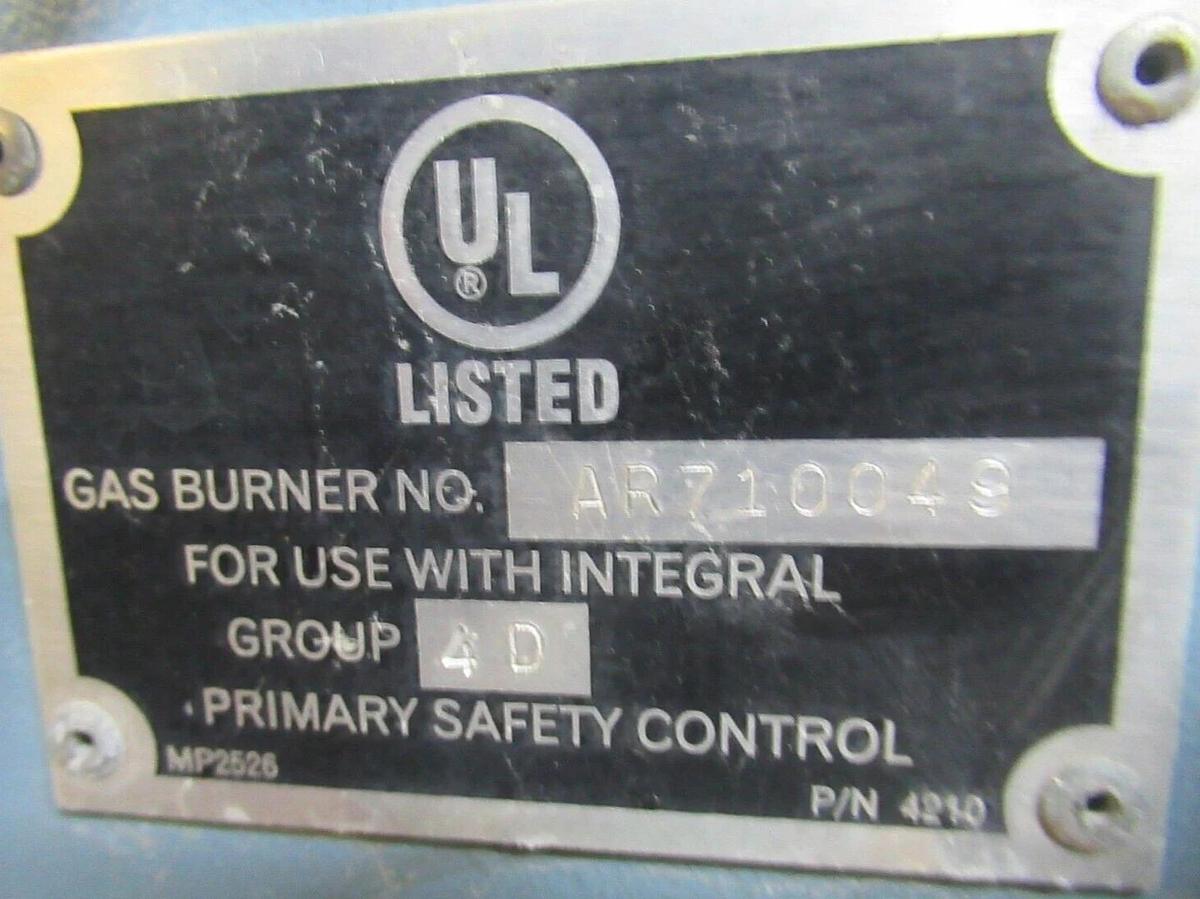 UL
®
LISTED
GAS BURNER NO. AR710049
FOR USE WITH INTEGRAL
GROUP 4D
PRIMARY SAFETY CONTROL
MP2526
P/N 4210